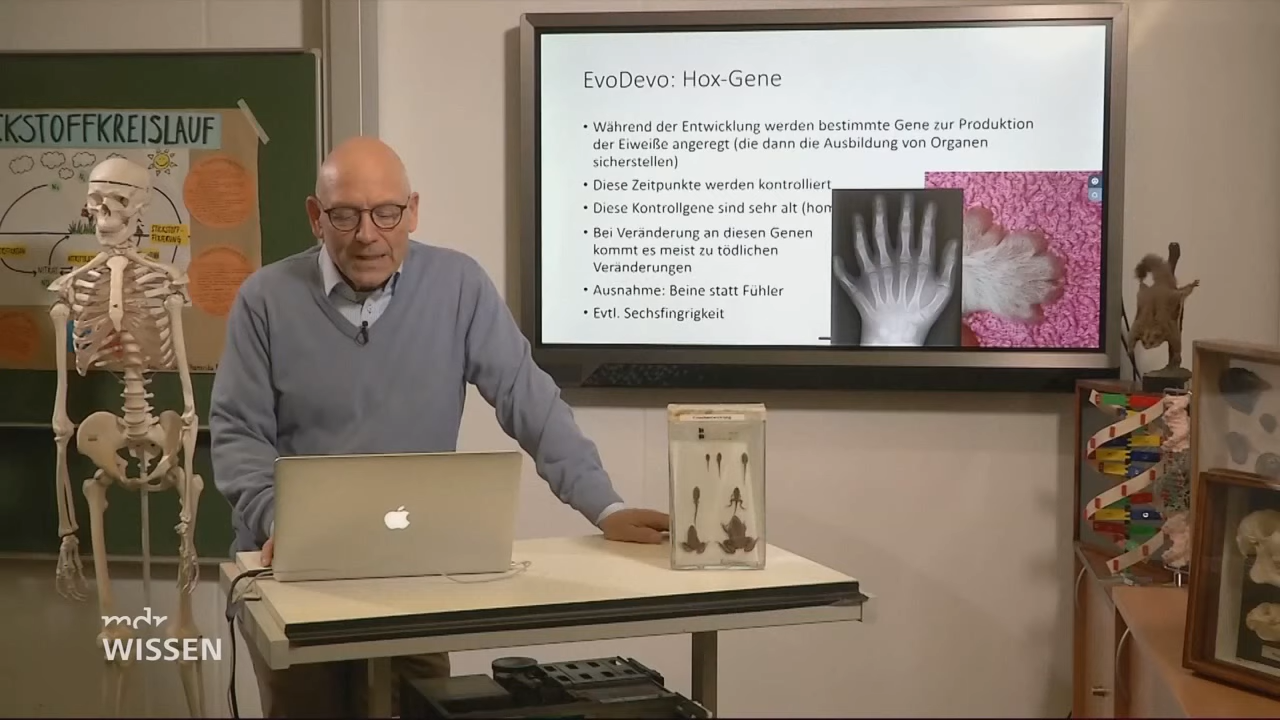 EvoDevo: Hox-Gene
• Während der Entwicklung werden bestimmte Gene zur Produktion
der Eiweiße angeregt (die dann die Ausbildung von Organen
sicherstellen)
• Diese Zeitpunkte werden kontrolliert
• Diese Kontrollgene sind sehr alt (hom
• Bei Veränderung an diesen Genen
kommt es meist zu tödlichen
Veränderungen
• Ausnahme: Beine statt Fühler
• Evtl. Sechsfingrigkeit
CKSTOFFKREISLAUF
mdr
WISSEN